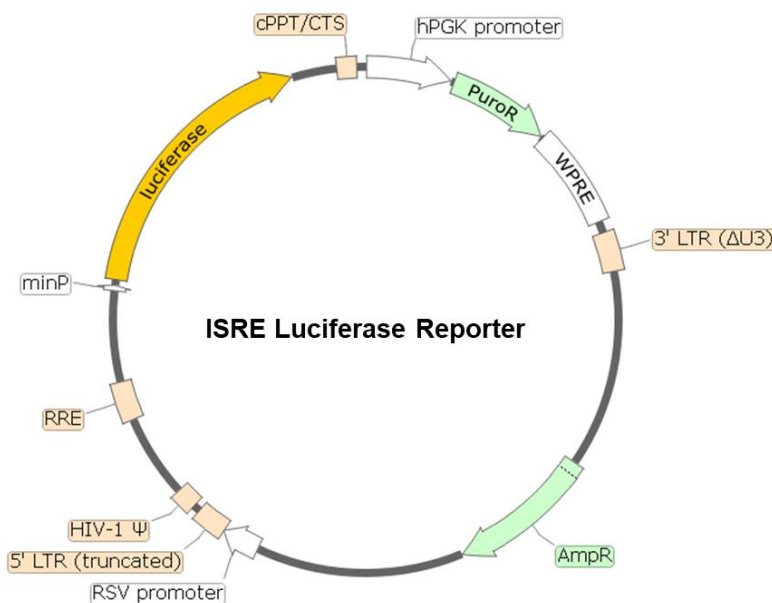 cPPT/CTS
hPGK promoter
PuroR
luciferase
WPRE
3' LTR (ΔU3)
minP
ISRE Luciferase Reporter
RRE
HIV-1 Ψ
5' LTR (truncated)
AmpR
RSV promoter